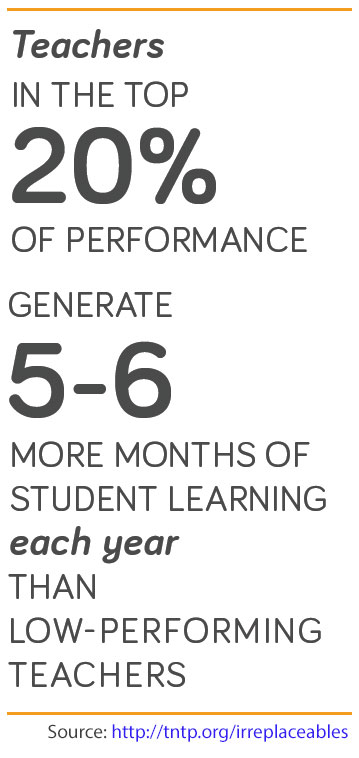 Teachers
IN THE TOP
20%
OF PERFORMANCE
GENERATE
5-6
MORE MONTHS OF
STUDENT LEARNING
each year
THAN
LOW-PERFORMING
TEACHERS
Source: http://tntp.org/irreplaceables